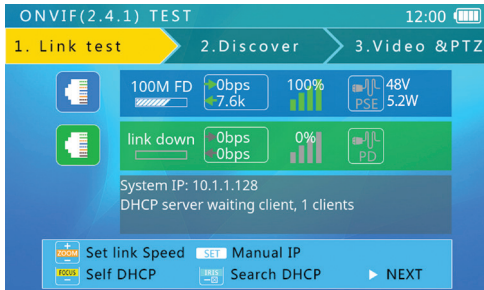 ONVIF(2.4.1) TEST 12:00
1. Link test 2.Discover 3.Video &PTZ
100M FD 0bps 7.6k 100% PSE 48V 5.2W
link down 0bps 0bps 0% PD
System IP: 10.1.1.128
DHCP server waiting client, 1 clients
ZOOM Set link Speed SET Manual IP
FOCUS Self DHCP IRIS Search DHCP NEXT